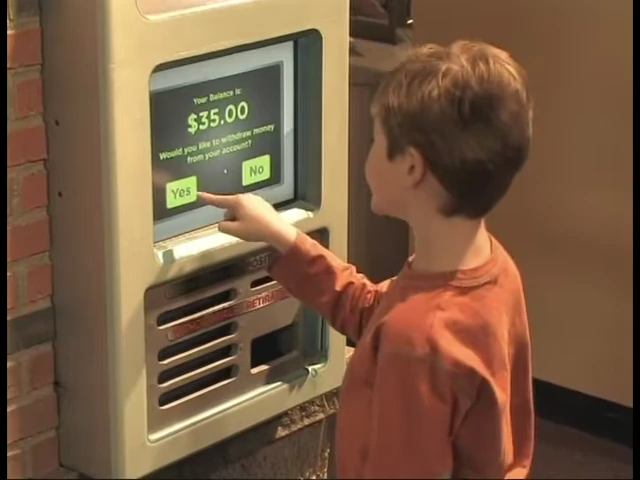 Your Balance is:
$35.00
Would you like to withdraw money
from your account?
Yes
No